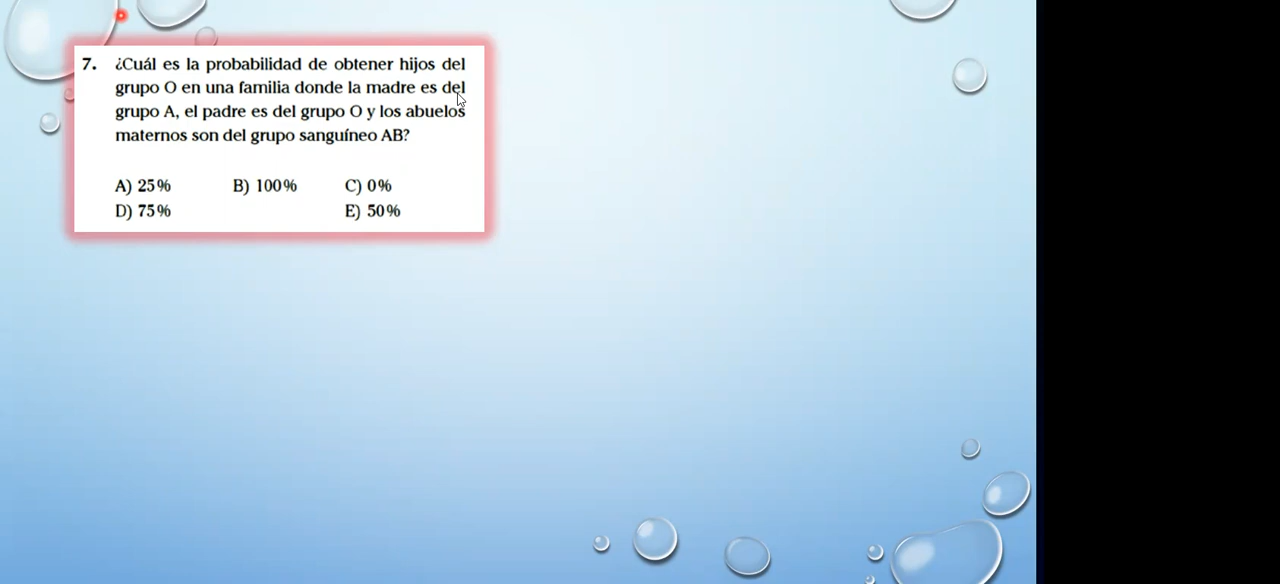 7. ¿Cuál es la probabilidad de obtener hijos del
grupo O en una familia donde la madre es del
grupo A, el padre es del grupo O y los abuelos
maternos son del grupo sanguíneo AB?
A) 25% B) 100% C) 0%
D) 75% E) 50%